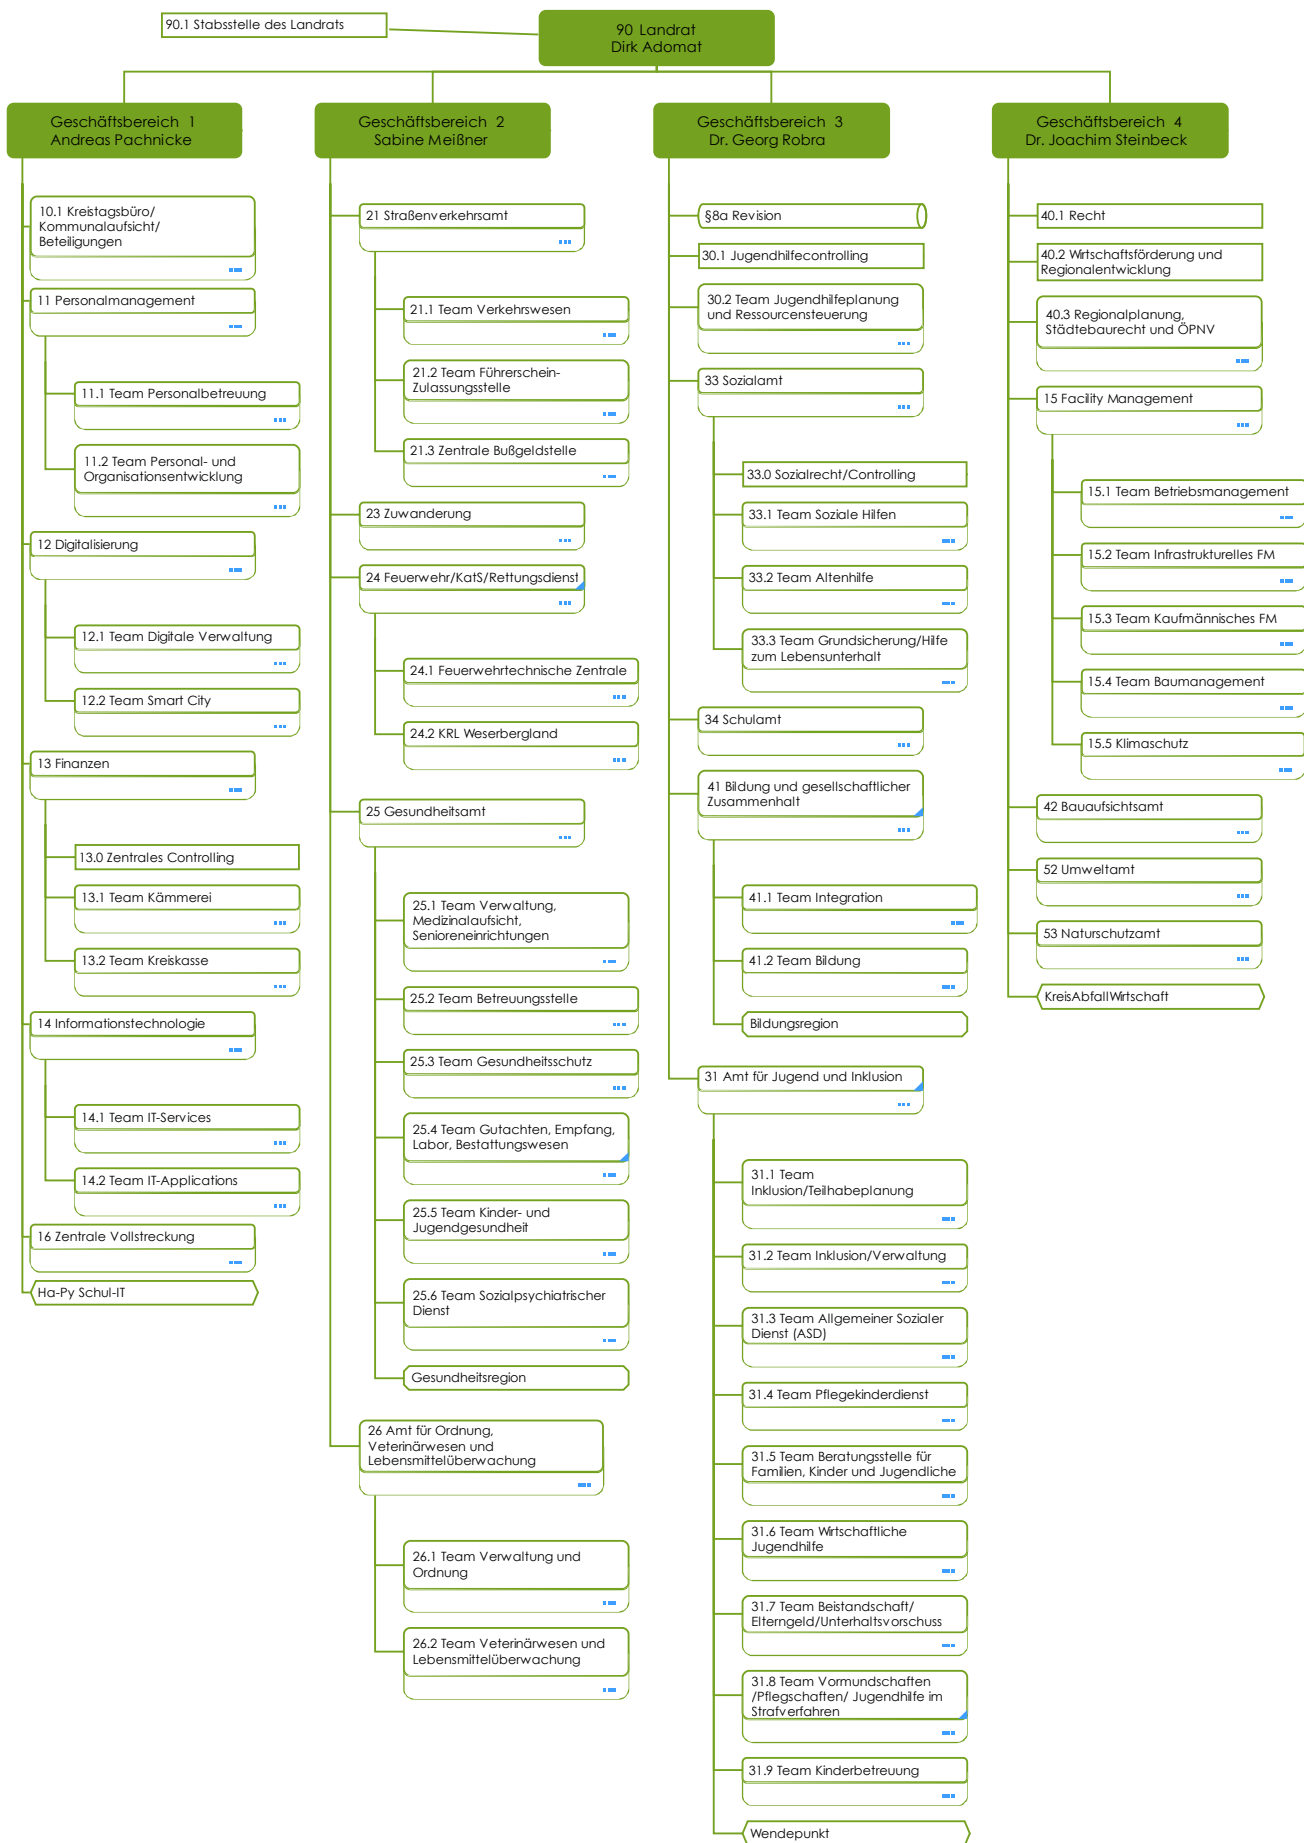 90.1 Stabsstelle des Landrats
90 Landrat
Dirk Adomat
Geschäftsbereich 1
Andreas Pachnicke
10.1 Kreistagsbüro/
Kommunalaufsicht/
Beteiligungen
11 Personalmanagement
11.1 Team Personalbetreuung
11.2 Team Personal- und
Organisationsentwicklung
12 Digitalisierung
12.1 Team Digitale Verwaltung
12.2 Team Smart City
13 Finanzen
13.0 Zentrales Controlling
13.1 Team Kämmerei
13.2 Team Kreiskasse
14 Informationstechnologie
14.1 Team IT-Services
14.2 Team IT-Applications
16 Zentrale Vollstreckung
Ha-Py Schul-IT
Geschäftsbereich 2
Sabine Meißner
21 Straßenverkehrsamt
21.1 Team Verkehrswesen
21.2 Team Führerschein-
Zulassungsstelle
21.3 Zentrale Bußgeldstelle
23 Zuwanderung
24 Feuerwehr/KatS/Rettungsdienst
24.1 Feuerwehrtechnische Zentrale
24.2 KRL Weserbergland
25 Gesundheitsamt
25.1 Team Verwaltung,
Medizinalaufsicht,
Senioreneinrichtungen
25.2 Team Betreuungsstelle
25.3 Team Gesundheitsschutz
25.4 Team Gutachten, Empfang,
Labor, Bestattungswesen
25.5 Team Kinder- und
Jugendgesundheit
25.6 Team Sozialpsychiatrischer
Dienst
Gesundheitsregion
26 Amt für Ordnung,
Veterinärwesen und
Lebensmittelüberwachung
26.1 Team Verwaltung und
Ordnung
26.2 Team Veterinärwesen und
Lebensmittelüberwachung
Geschäftsbereich 3
Dr. Georg Robra
§8a Revision
30.1 Jugendhilfecontrolling
30.2 Team Jugendhilfeplanung
und Ressourcensteuerung
33 Sozialamt
33.0 Sozialrecht/Controlling
33.1 Team Soziale Hilfen
33.2 Team Altenhilfe
33.3 Team Grundsicherung/Hilfe
zum Lebensunterhalt
34 Schulamt
41 Bildung und gesellschaftlicher
Zusammenhalt
41.1 Team Integration
41.2 Team Bildung
Bildungsregion
31 Amt für Jugend und Inklusion
31.1 Team
Inklusion/Teilhabeplanung
31.2 Team Inklusion/Verwaltung
31.3 Team Allgemeiner Sozialer
Dienst (ASD)
31.4 Team Pflegekinderdienst
31.5 Team Beratungsstelle für
Familien, Kinder und Jugendliche
31.6 Team Wirtschaftliche
Jugendhilfe
31.7 Team Beistandschaft/
Elterngeld/Unterhaltsvorschuss
31.8 Team Vormundschaften
/Pflegschaften/ Jugendhilfe im
Strafverfahren
31.9 Team Kinderbetreuung
Wendepunkt
Geschäftsbereich 4
Dr. Joachim Steinbeck
40.1 Recht
40.2 Wirtschaftsförderung und
Regionalentwicklung
40.3 Regionalplanung,
Städtebaurecht und ÖPNV
15 Facility Management
15.1 Team Betriebsmanagement
15.2 Team Infrastrukturelles FM
15.3 Team Kaufmännisches FM
15.4 Team Baumanagement
15.5 Klimaschutz
42 Bauaufsichtsamt
52 Umweltamt
53 Naturschutzamt
KreisAbfallWirtschaft